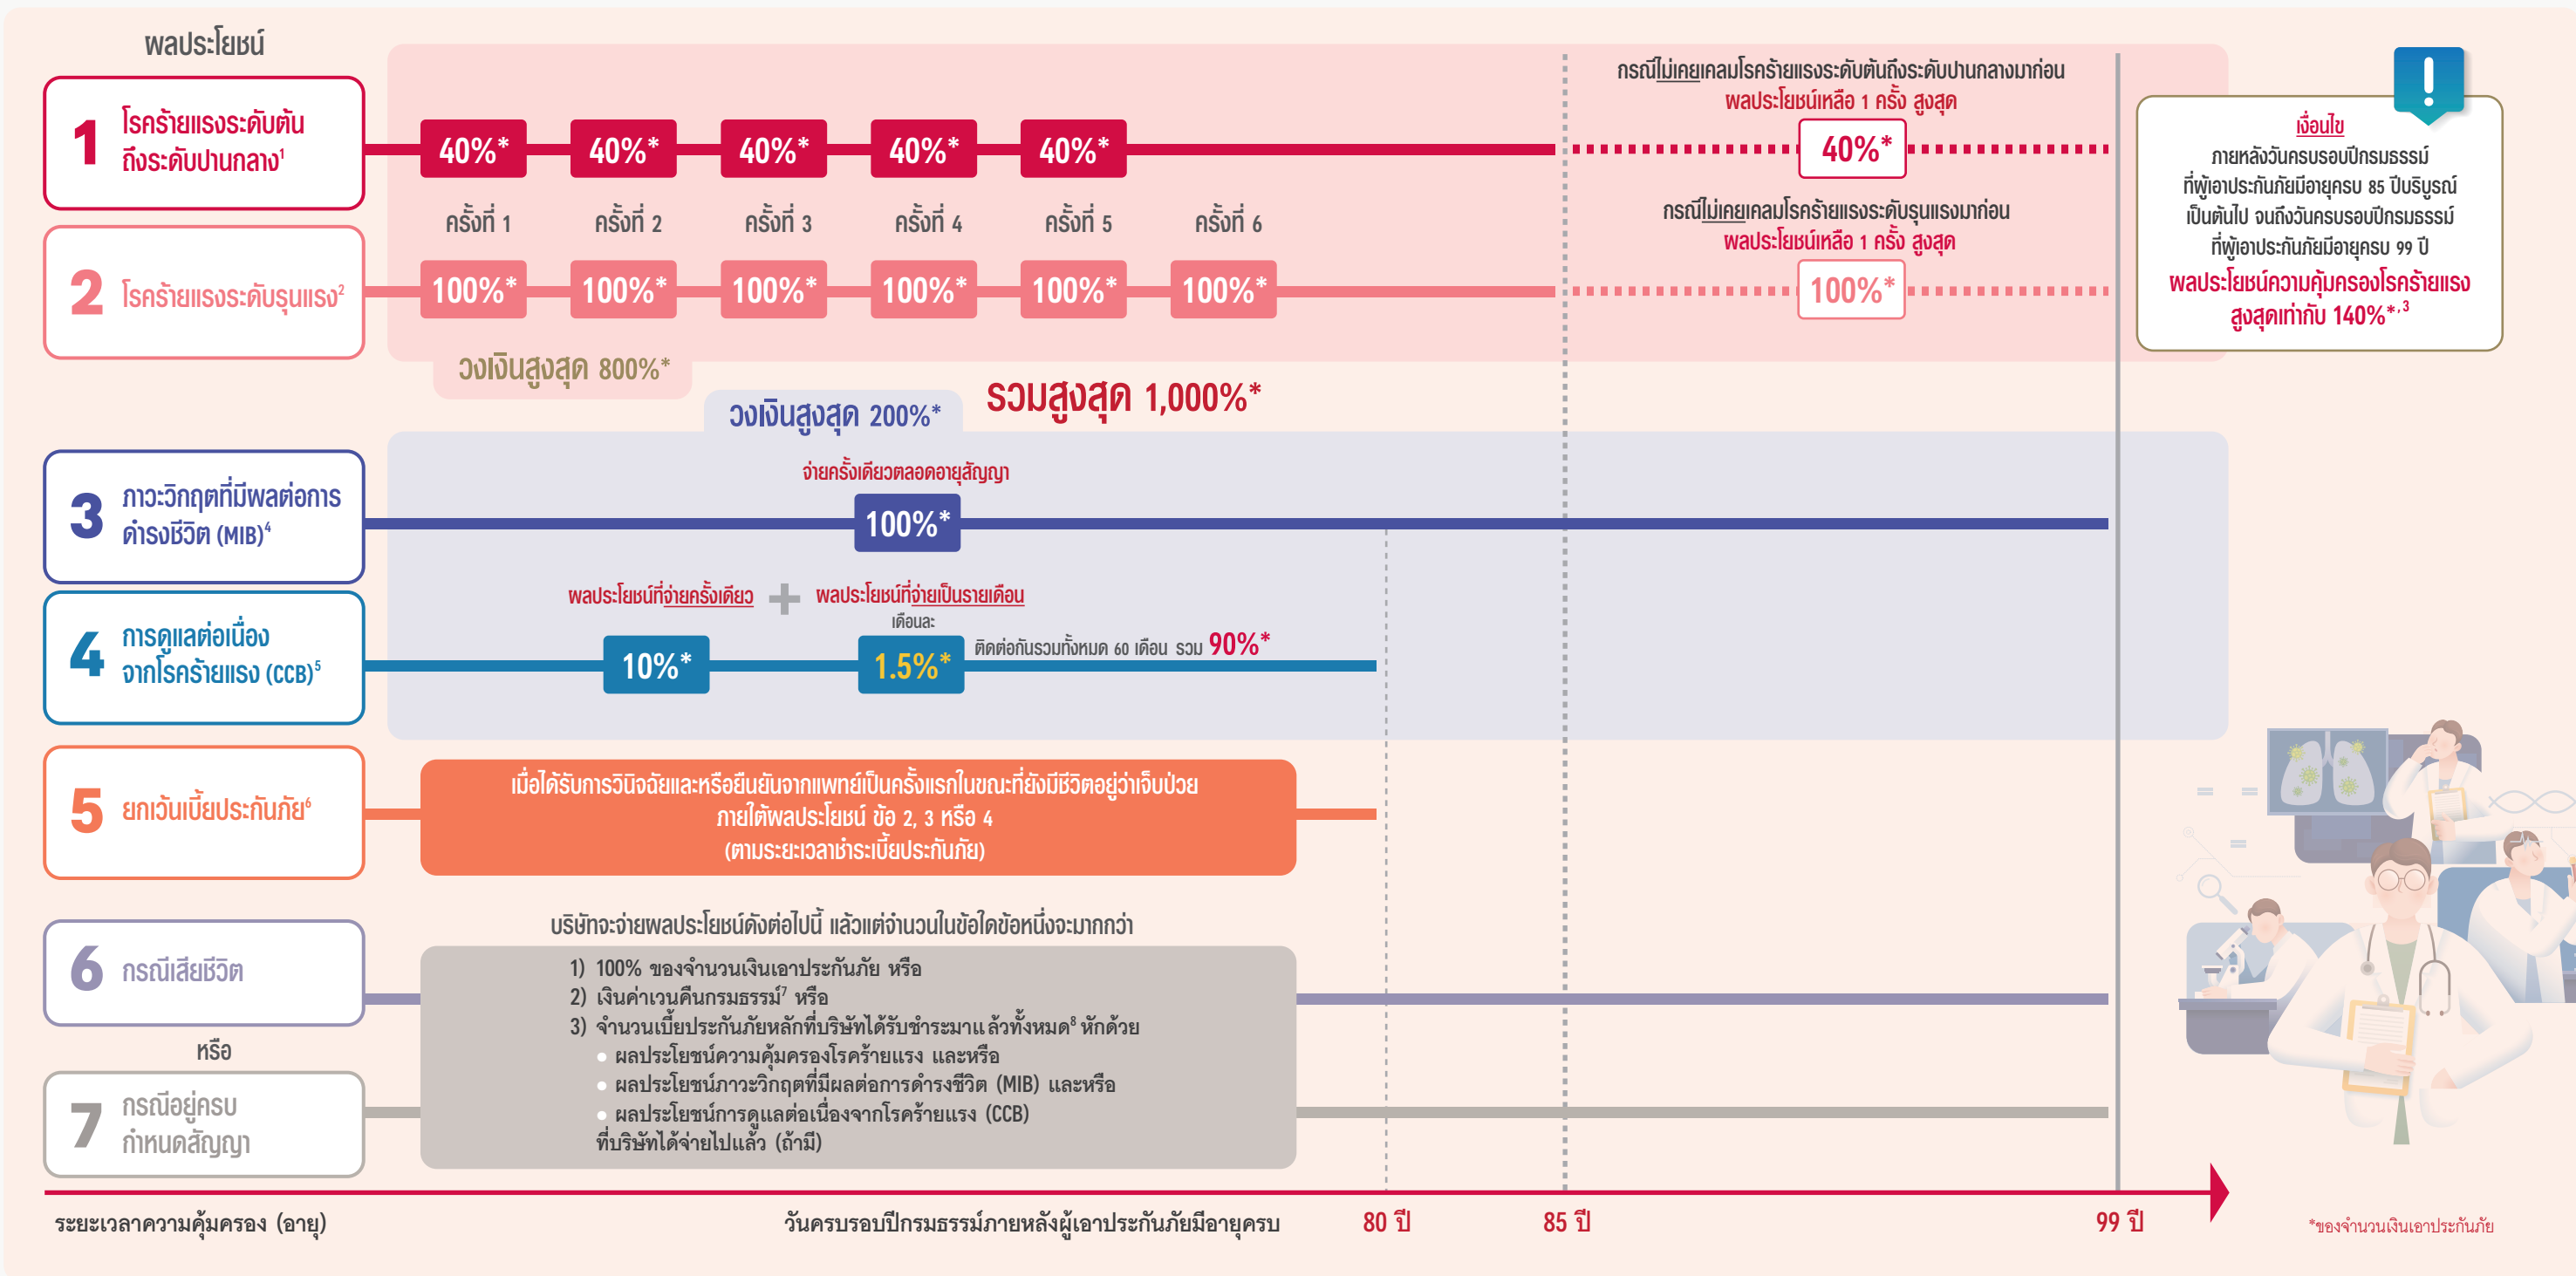 ผลประโยชน์
1 โรคร้ายแรงระดับต้น
ถึงระดับปานกลาง1
40%* 40%* 40%* 40%* 40%*
กรณีไม่เคยเคลมโรคร้ายแรงระดับต้นถึงระดับปานกลางมาก่อน
ผลประโยชน์เหลือ 1 ครั้ง สูงสุด
40%*
ครั้งที่ 1 ครั้งที่ 2 ครั้งที่ 3 ครั้งที่ 4 ครั้งที่ 5 ครั้งที่ 6
2 โรคร้ายแรงระดับรุนแรง2
100%* 100%* 100%* 100%* 100%* 100%*
กรณีไม่เคยเคลมโรคร้ายแรงระดับรุนแรงมาก่อน
ผลประโยชน์เหลือ 1 ครั้ง สูงสุด
100%*
!
เงื่อนไข
ภายหลังวันครบรอบปีกรมธรรม์
ที่ผู้เอาประกันภัยมีอายุครบ 85 ปีบริบูรณ์
เป็นต้นไป จนถึงวันครบรอบปีกรมธรรม์
ที่ผู้เอาประกันภัยมีอายุครบ 99 ปี
ผลประโยชน์ความคุ้มครองโรคร้ายแรง
สูงสุดเท่ากับ 140%*,3
วงเงินสูงสุด 800%*
วงเงินสูงสุด 200%*
รวมสูงสุด 1,000%*
3 ภาวะวิกฤตที่มีผลต่อการ
ดำรงชีวิต (MIB)4
จ่ายครั้งเดียวตลอดอายุสัญญา
100%*
4 การดูแลต่อเนื่อง
จากโรคร้ายแรง (CCB)5
ผลประโยชน์ที่จ่ายครั้งเดียว + ผลประโยชน์ที่จ่ายเป็นรายเดือน
เดือนละ
10%* 1.5%* ติดต่อกันรวมทั้งหมด 60 เดือน รวม 90%*
5 ยกเว้นเบี้ยประกันภัย6
เมื่อได้รับการวินิจฉัยและหรือยืนยันจากแพทย์เป็นครั้งแรกในขณะที่ยังมีชีวิตอยู่ว่าเจ็บป่วย
ภายใต้ผลประโยชน์ ข้อ 2, 3 หรือ 4
(ตามระยะเวลาชำระเบี้ยประกันภัย)
6 กรณีเสียชีวิต
หรือ
7 กรณีอยู่ครบ
กำหนดสัญญา
บริษัทจะจ่ายผลประโยชน์ดังต่อไปนี้ แล้วแต่จำนวนในข้อใดข้อหนึ่งจะมากกว่า
1) 100% ของจำนวนเงินเอาประกันภัย หรือ
2) เงินค่าเวนคืนกรมธรรม์7 หรือ
3) จำนวนเบี้ยประกันภัยหลักที่บริษัทได้รับชำระมาแล้วทั้งหมด8 หักด้วย
● ผลประโยชน์ความคุ้มครองโรคร้ายแรง และหรือ
● ผลประโยชน์ภาวะวิกฤตที่มีผลต่อการดำรงชีวิต (MIB) และหรือ
● ผลประโยชน์การดูแลต่อเนื่องจากโรคร้ายแรง (CCB)
ที่บริษัทได้จ่ายไปแล้ว (ถ้ามี)
ระยะเวลาความคุ้มครอง (อายุ)
วันครบรอบปีกรมธรรม์ภายหลังผู้เอาประกันภัยมีอายุครบ 80 ปี 85 ปี 99 ปี
*ของจำนวนเงินเอาประกันภัย